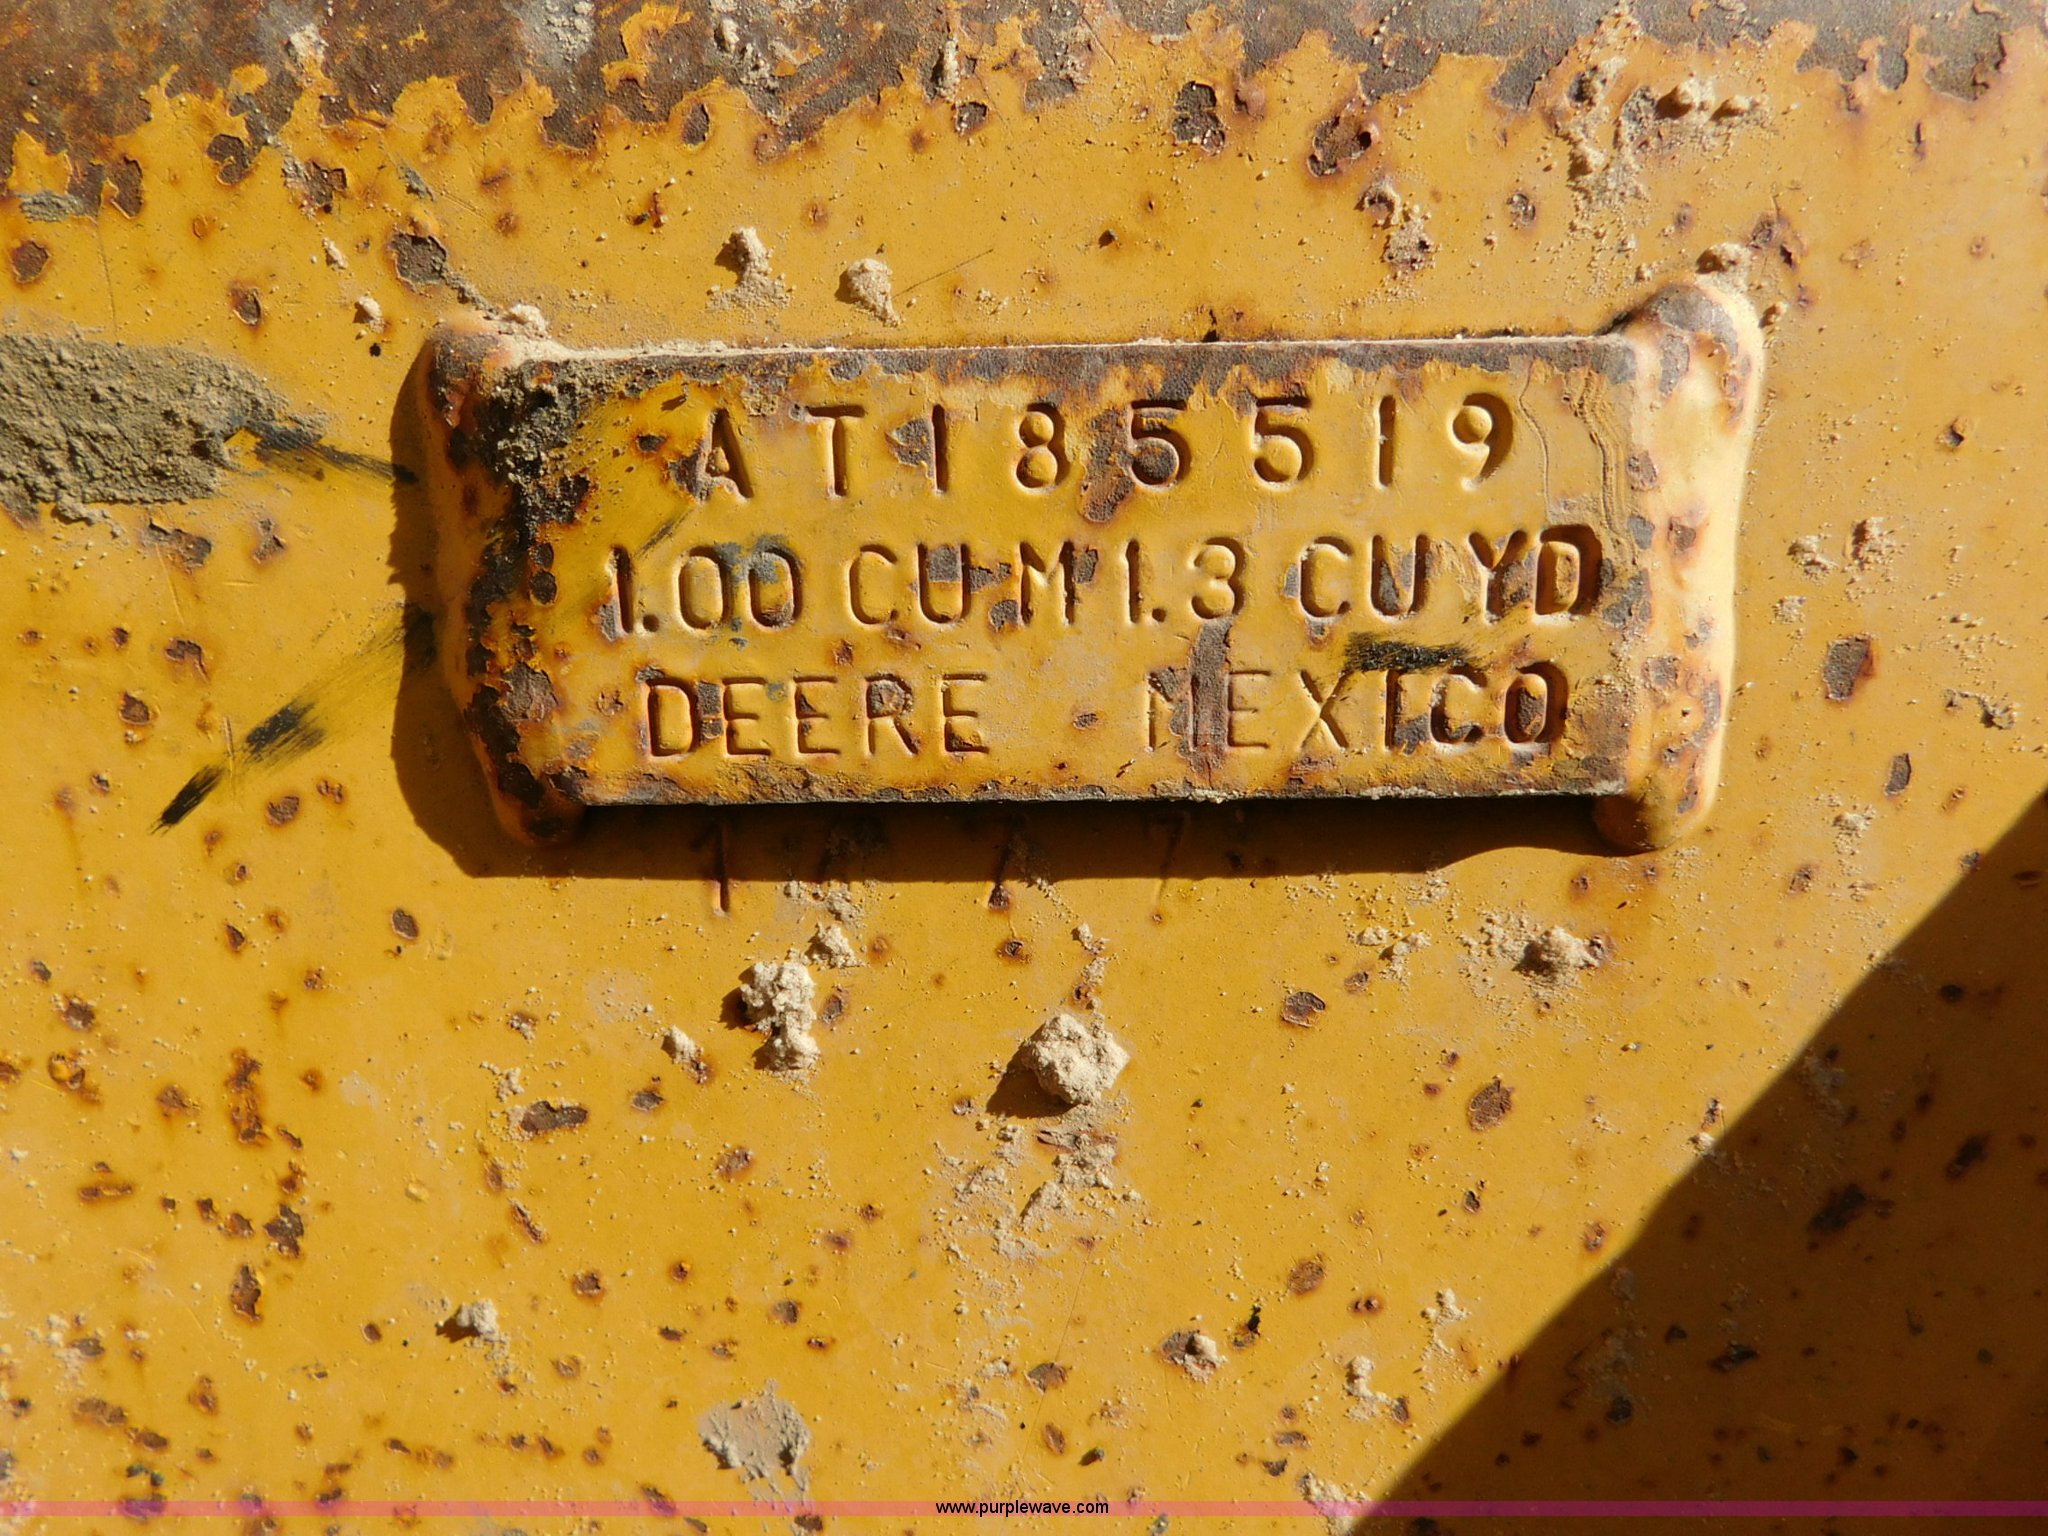 AT185519
1.00 CU M 1.3 CU YD
DEERE MEXICO
www.purplewave.com